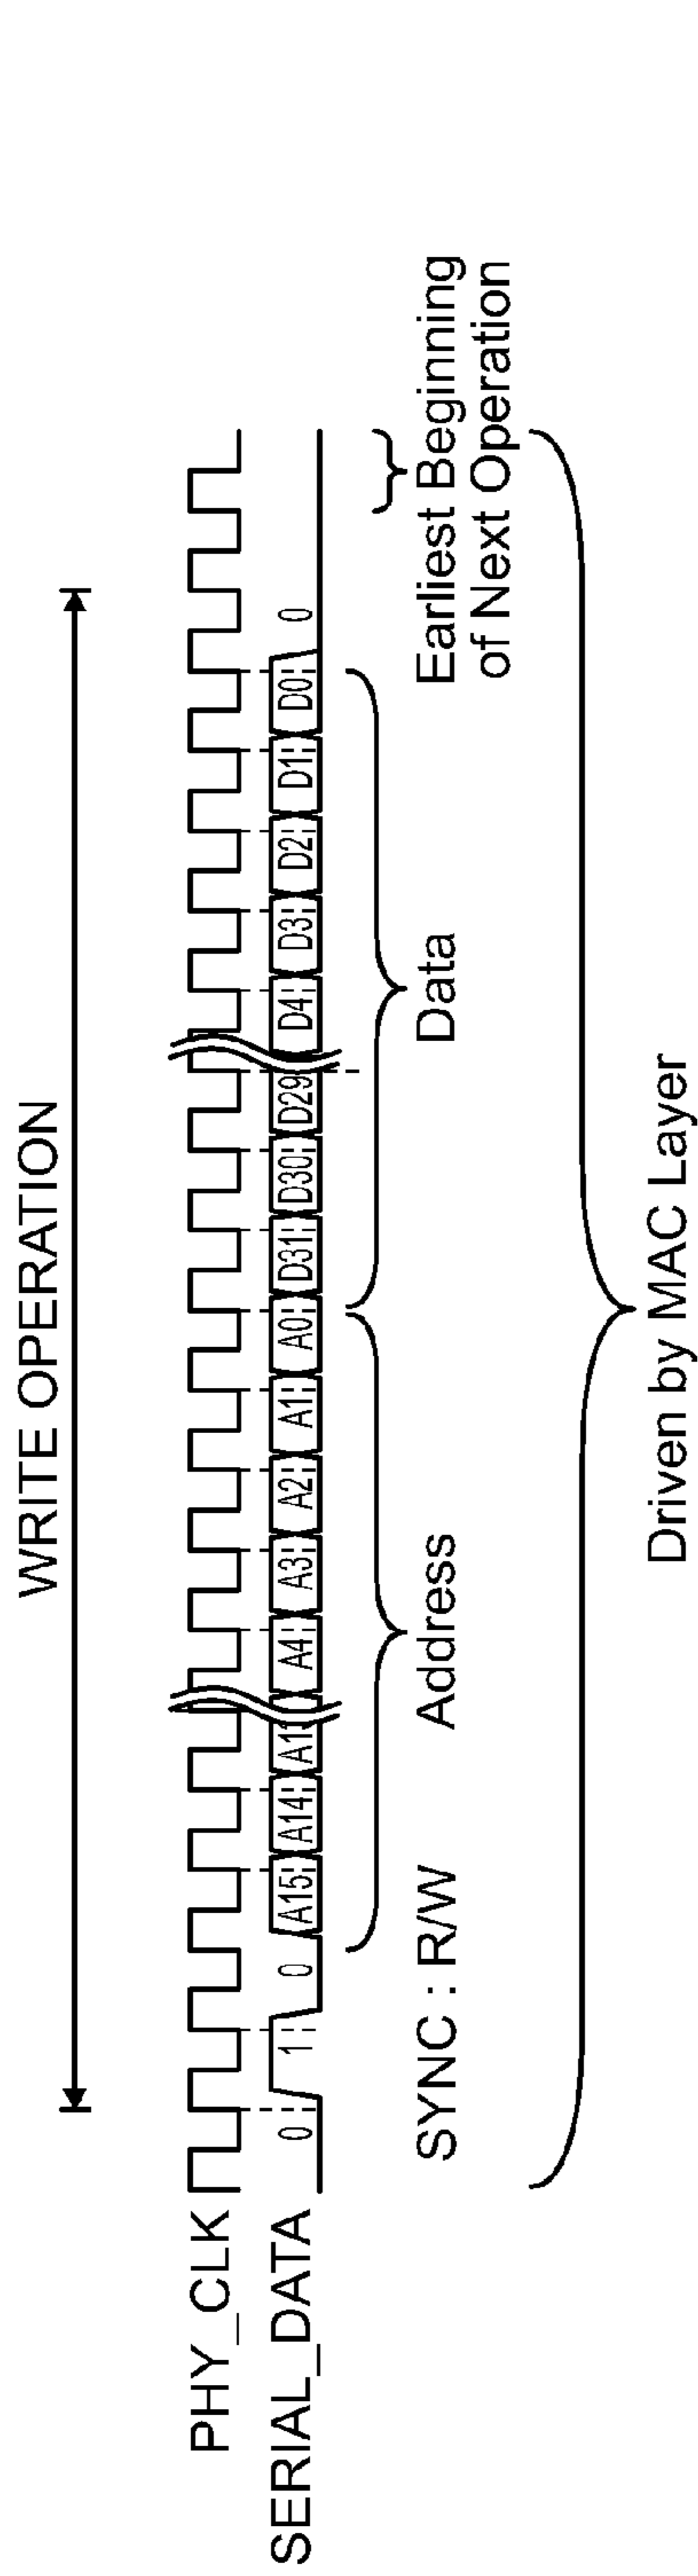 WRITE OPERATION
PHY_CLK
SERIAL_DATA 0 1 0 A15 A14 A4 A3 A2 A1 A0 D31 D30 D29 D4 D3 D2 D1 D0 0
SYNC : R/W Address Data Earliest Beginning
of Next Operation
Driven by MAC Layer